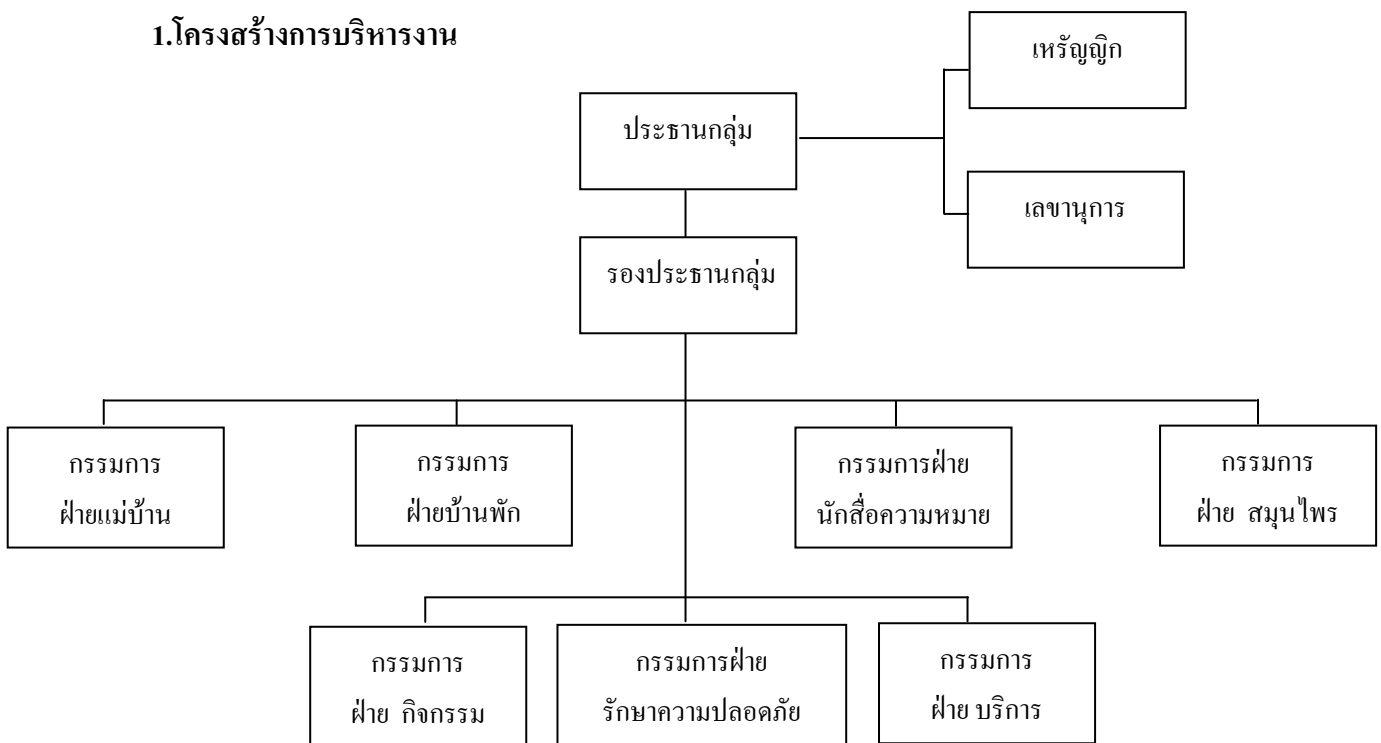 1.โครงสร้างการบริหารงาน
เหรัญญิก
ประธานกลุ่ม
เลขานุการ
รองประธานกลุ่ม
กรรมการ
ฝ่ายแม่บ้าน
กรรมการ
ฝ่ายบ้านพัก
กรรมการฝ่าย
นักสื่อความหมาย
กรรมการ
ฝ่าย สมุนไพร
กรรมการ
ฝ่าย กิจกรรม
กรรมการฝ่าย
รักษาความปลอดภัย
กรรมการ
ฝ่าย บริการ